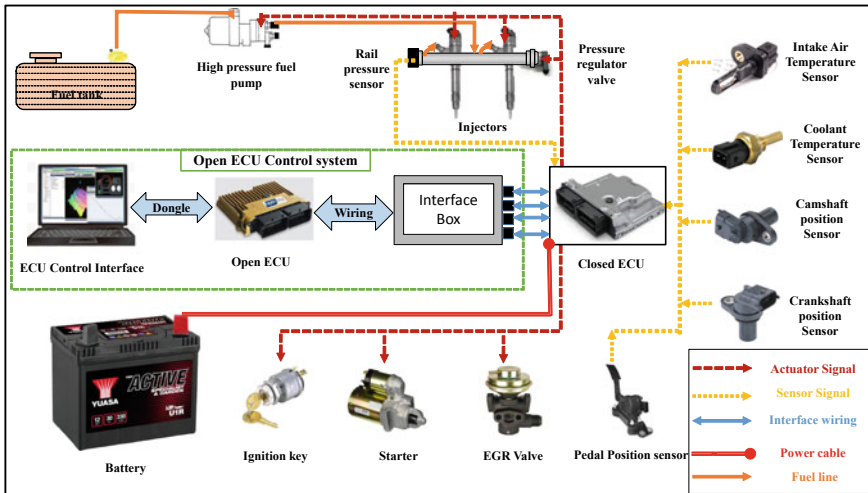 Fuel tank
High pressure fuel
pump
Rail
pressure
sensor
Injectors
Pressure
regulator
valve
Intake Air
Temperature
Sensor
Coolant
Temperature
Sensor
Camshaft
position
Sensor
Crankshaft
position
Sensor
Open ECU Control system
Dongle
Wiring
Interface
Box
ECU Control Interface
Open ECU
Closed ECU
YUASA
ACTIVE
U1R
Battery
Ignition key
Starter
EGR Valve
Pedal Position sensor
Actuator Signal
Sensor Signal
Interface wiring
Power cable
Fuel line